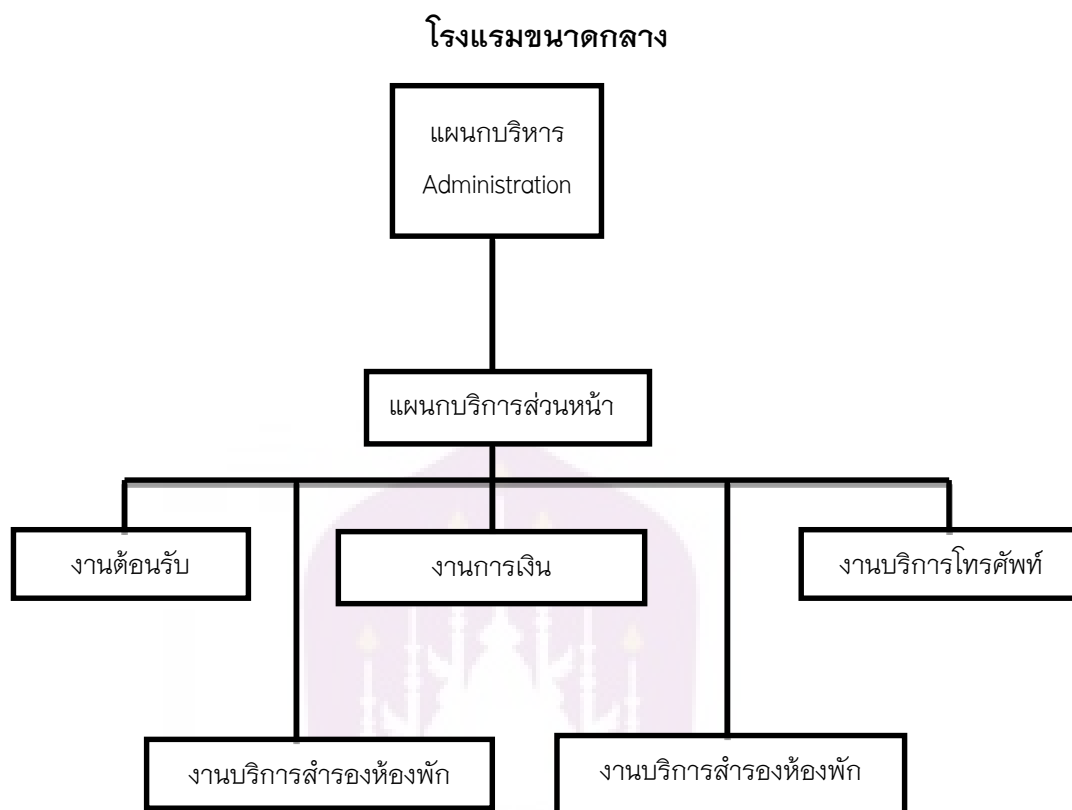 โรงแรมขนาดกลาง
แผนกบริหาร
Administration
แผนกบริการส่วนหน้า
งานต้อนรับ
งานการเงิน
งานบริการโทรศัพท์
งานบริการสำรองห้องพัก
งานบริการสำรองห้องพัก